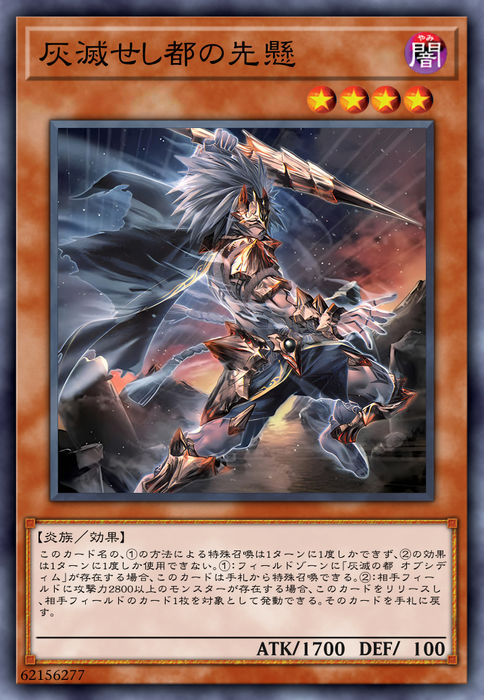 灰滅せし都の先懸
やみ
闇
【炎族／効果】
このカード名の、①の方法による特殊召喚は1ターンに1度しかできず、②の効果
は1ターンに1度しか使用できない。①：フィールドゾーンに「灰滅の都 オブシディ
ム」が存在する場合、このカードは手札から特殊召喚できる。②：相手フィー
ルドに攻撃力2800以上のモンスターが存在する場合、このカードをリリースし
、相手フィールドのカード1枚を対象として発動できる。そのカードを手札に戻
す。
ATK/1700 DEF/ 100
62156277